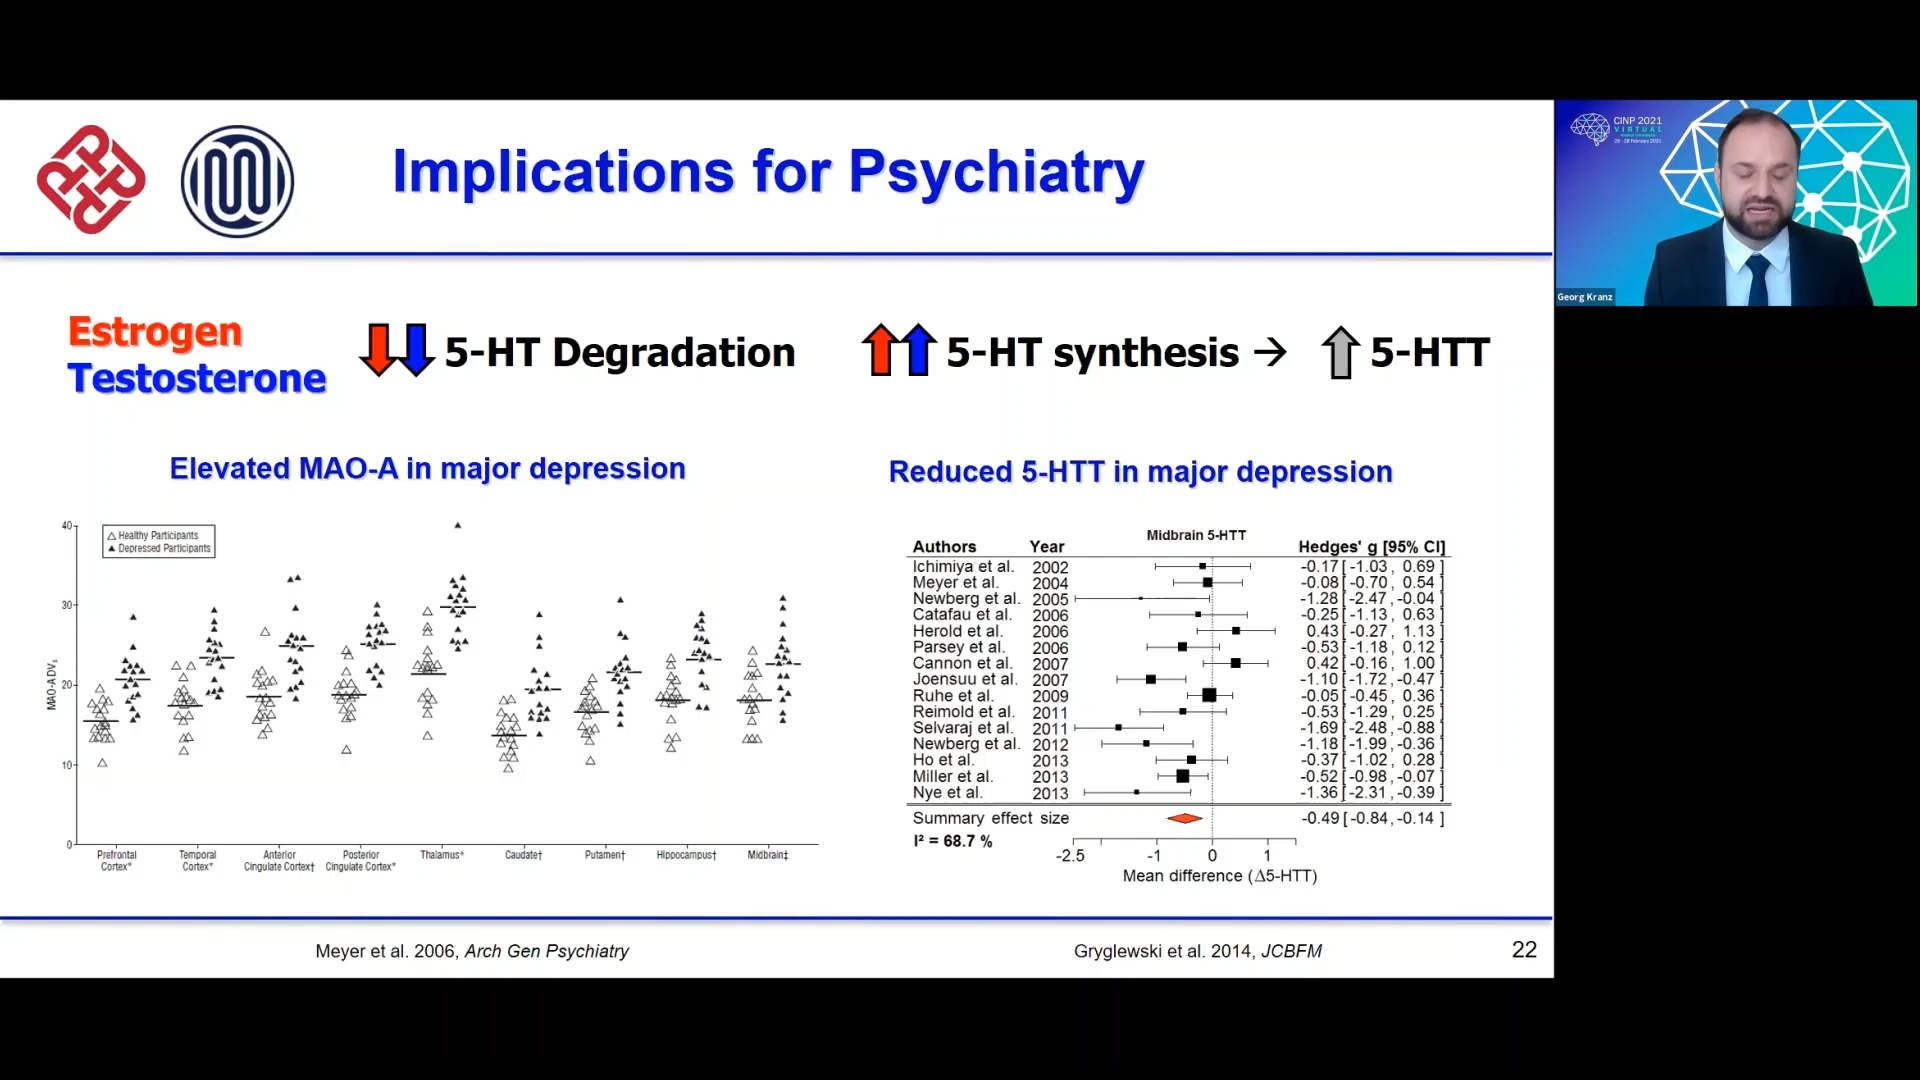 Implications for Psychiatry
CINP 2021
VIRTUAL
Georg Kranz
Estrogen
Testosterone
5-HT Degradation
5-HT synthesis →
5-HTT
Elevated MAO-A in major depression
Reduced 5-HTT in major depression
△ Healthy Participants
▲ Depressed Participants
MAO-A DVs
40
30
20
10
0
Prefrontal Cortex*
Temporal Cortex*
Anterior Cingulate Cortex†
Posterior Cingulate Cortex*
Thalamus*
Caudate†
Putamen†
Hippocampus†
Midbrain‡
Midbrain 5-HTT
Authors Year Hedges' g [95% CI]
Ichimiya et al. 2002 -0.17 [ -1.03 , 0.69 ]
Meyer et al. 2004 -0.08 [ -0.70 , 0.54 ]
Newberg et al. 2005 -1.28 [ -2.47 , -0.04 ]
Catafau et al. 2006 -0.25 [ -1.13 , 0.63 ]
Herold et al. 2006 0.43 [ -0.27 , 1.13 ]
Parsey et al. 2006 -0.53 [ -1.18 , 0.12 ]
Cannon et al. 2007 0.42 [ -0.16 , 1.00 ]
Joensuu et al. 2007 -1.10 [ -1.72 , -0.47 ]
Ruhe et al. 2009 -0.05 [ -0.45 , 0.36 ]
Reimold et al. 2011 -0.53 [ -1.29 , 0.25 ]
Selvaraj et al. 2011 -1.69 [ -2.48 , -0.88 ]
Newberg et al. 2012 -1.18 [ -1.99 , -0.36 ]
Ho et al. 2013 -0.37 [ -1.02 , 0.28 ]
Miller et al. 2013 -0.52 [ -0.98 , -0.07 ]
Nye et al. 2013 -1.36 [ -2.31 , -0.39 ]
Summary effect size -0.49 [ -0.84 , -0.14 ]
I² = 68.7 %
-2.5 -1 0 1
Mean difference (Δ5-HTT)
Meyer et al. 2006, Arch Gen Psychiatry
Gryglewski et al. 2014, JCBFM
22